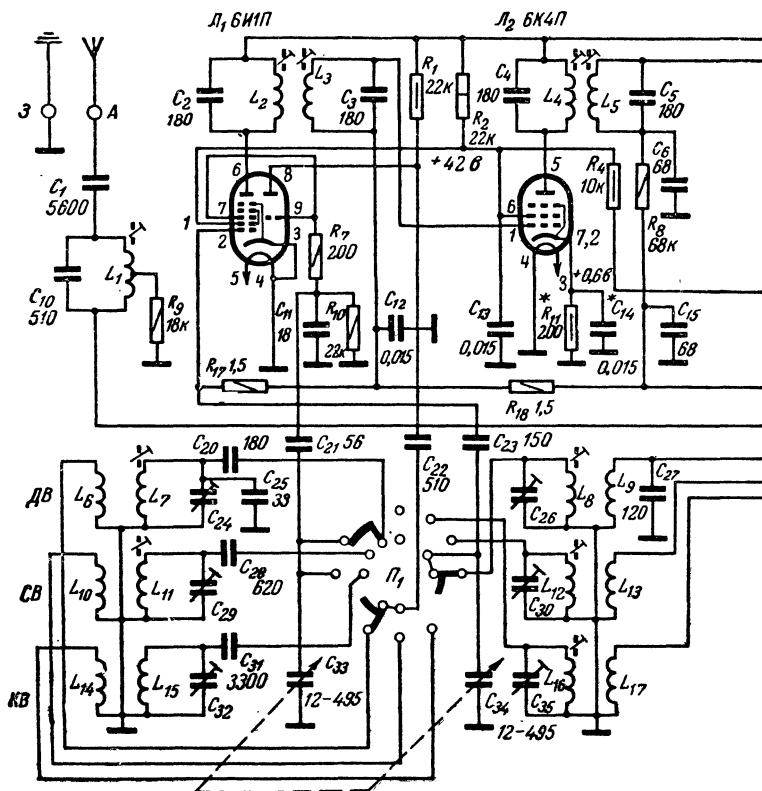 Л₁ 6И1П
Л₂ 6К4П
З
А
C₂
180
L₂
L₃
C₃
180
R₁
22к
R₂
22к
C₄
180
L₄
L₅
C₅
180
C₆
68
C₁
5600
6
8
7
1
2
9
3
5
4
+42 в
5
6
1
7,2
4
3
+0,6в
R₄
10к
R₈
68к
L₁
C₁₀
510
R₉
18к
R₇
200
C₁₁
18
R₁₀
22к
C₁₂
0,015
C₁₃
0,015
*
R₁₁
200
*C₁₄
0,015
C₁₅
68
R₁₇ 1,5
R₁₈ 1,5
ДВ
L₆
L₇
C₂₀
180
C₂₄
C₂₅
33
C₂₁ 56
C₂₂
510
C₂₃ 150
C₂₆
L₈
L₉
C₂₇
120
СВ
L₁₀
L₁₁
C₂₈
620
C₂₉
П₁
L₁₂
C₃₀
L₁₃
КВ
L₁₄
L₁₅
C₃₁
3300
C₃₂
C₃₃
12-495
C₃₄
12-495
C₃₅
L₁₆
L₁₇